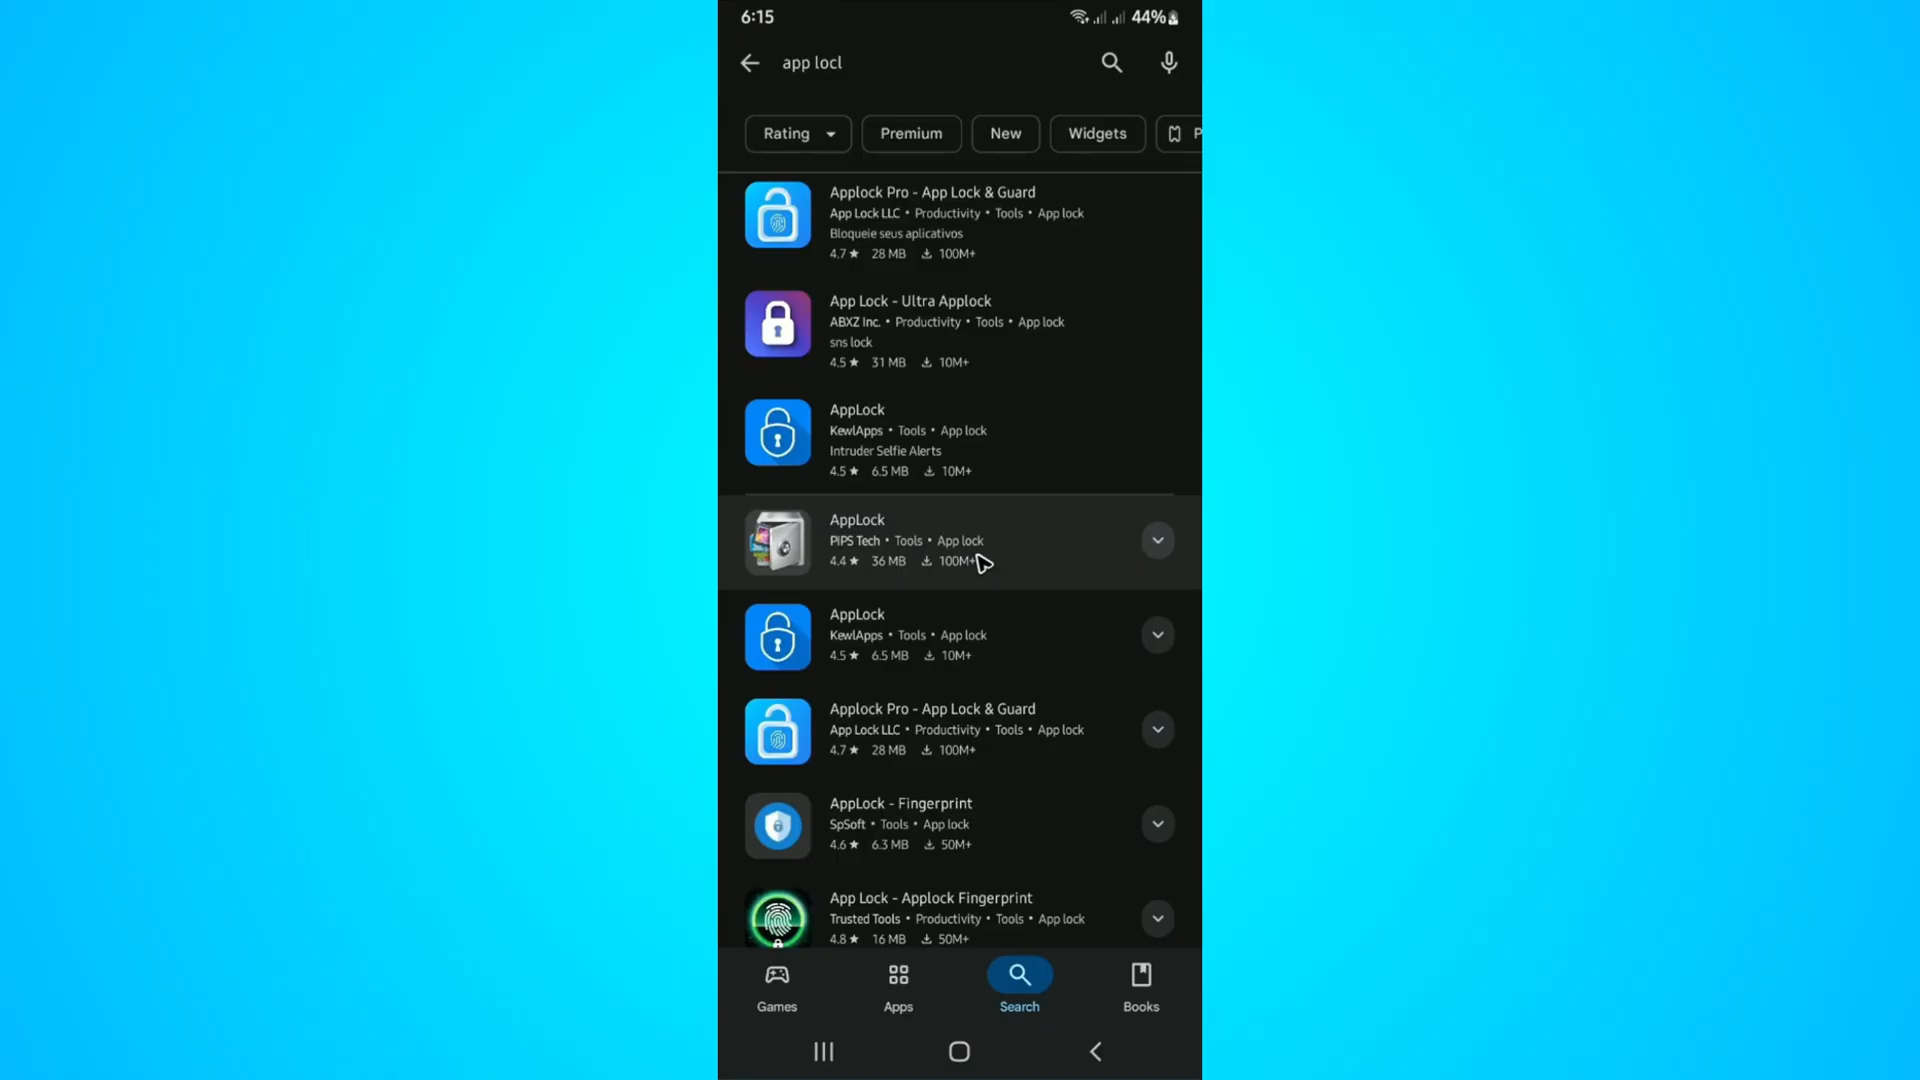 6:15 44%
app locl
Rating Premium New Widgets P
Applock Pro - App Lock & Guard
App Lock LLC • Productivity • Tools • App lock
Bloqueie seus aplicativos
4.7★ 28 MB 100M+
App Lock - Ultra Applock
ABXZ Inc. • Productivity • Tools • App lock
sns lock
4.5★ 31 MB 10M+
AppLock
KewlApps • Tools • App lock
Intruder Selfie Alerts
4.5★ 6.5 MB 10M+
AppLock
PIPS Tech • Tools • App lock
4.4★ 36 MB 100M+
AppLock
KewlApps • Tools • App lock
4.5★ 6.5 MB 10M+
Applock Pro - App Lock & Guard
App Lock LLC • Productivity • Tools • App lock
4.7★ 28 MB 100M+
AppLock - Fingerprint
SpSoft • Tools • App lock
4.6★ 6.3 MB 50M+
App Lock - Applock Fingerprint
Trusted Tools • Productivity • Tools • App lock
4.8★ 16 MB 50M+
Games Apps Search Books